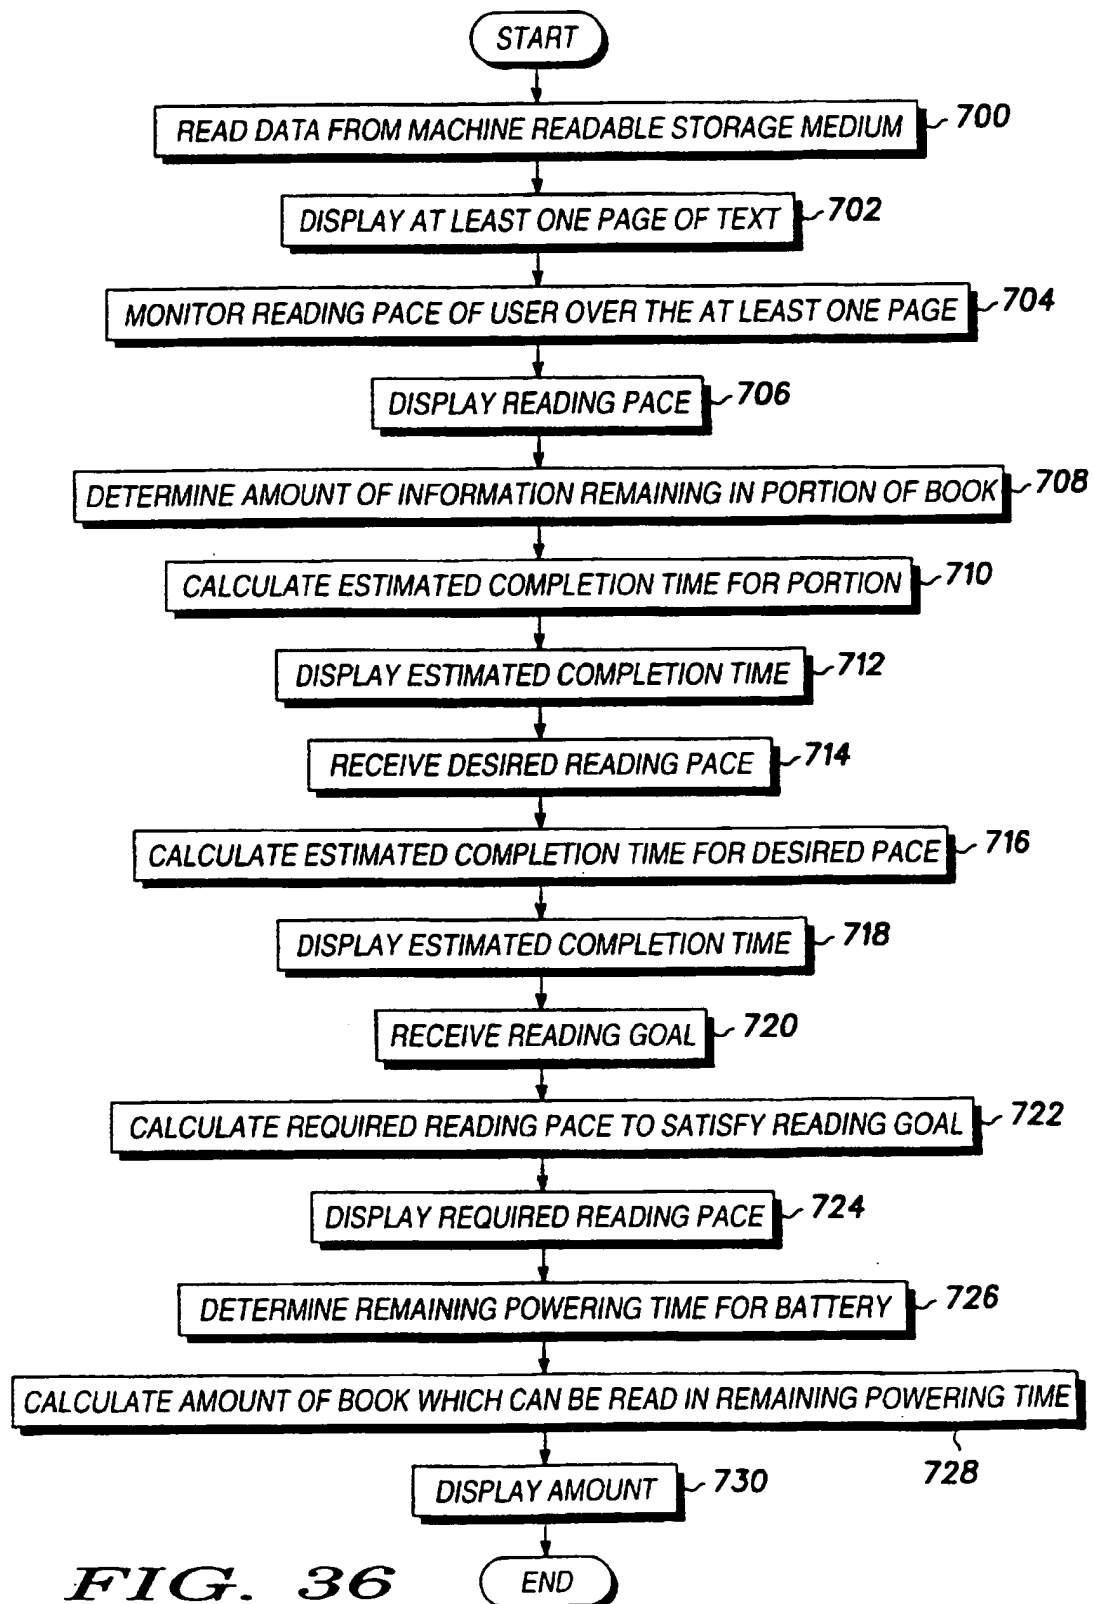 START
READ DATA FROM MACHINE READABLE STORAGE MEDIUM 700
DISPLAY AT LEAST ONE PAGE OF TEXT 702
MONITOR READING PACE OF USER OVER THE AT LEAST ONE PAGE 704
DISPLAY READING PACE 706
DETERMINE AMOUNT OF INFORMATION REMAINING IN PORTION OF BOOK 708
CALCULATE ESTIMATED COMPLETION TIME FOR PORTION 710
DISPLAY ESTIMATED COMPLETION TIME 712
RECEIVE DESIRED READING PACE 714
CALCULATE ESTIMATED COMPLETION TIME FOR DESIRED PACE 716
DISPLAY ESTIMATED COMPLETION TIME 718
RECEIVE READING GOAL 720
CALCULATE REQUIRED READING PACE TO SATISFY READING GOAL 722
DISPLAY REQUIRED READING PACE 724
DETERMINE REMAINING POWERING TIME FOR BATTERY 726
CALCULATE AMOUNT OF BOOK WHICH CAN BE READ IN REMAINING POWERING TIME
728
DISPLAY AMOUNT 730
END
FIG. 36